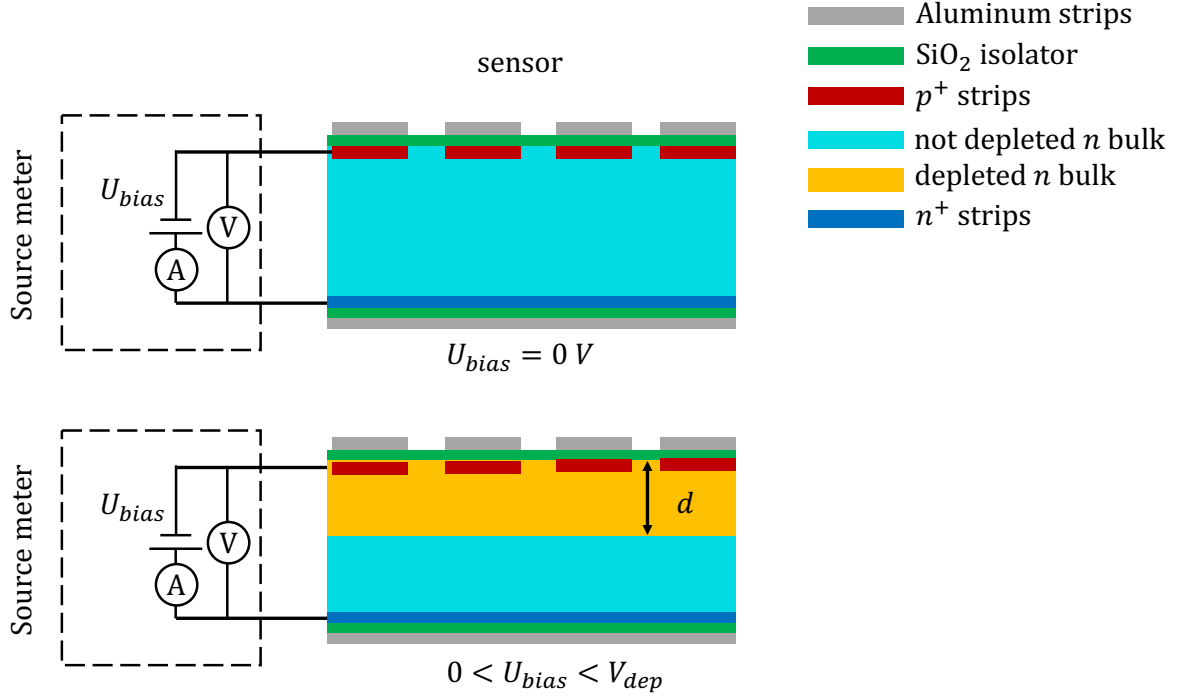 Aluminum strips
SiO₂ isolator
p⁺ strips
not depleted n bulk
depleted n bulk
n⁺ strips
sensor
Source meter
U_bias
V
A
U_bias = 0 V
Source meter
U_bias
V
A
d
0 < U_bias < V_dep